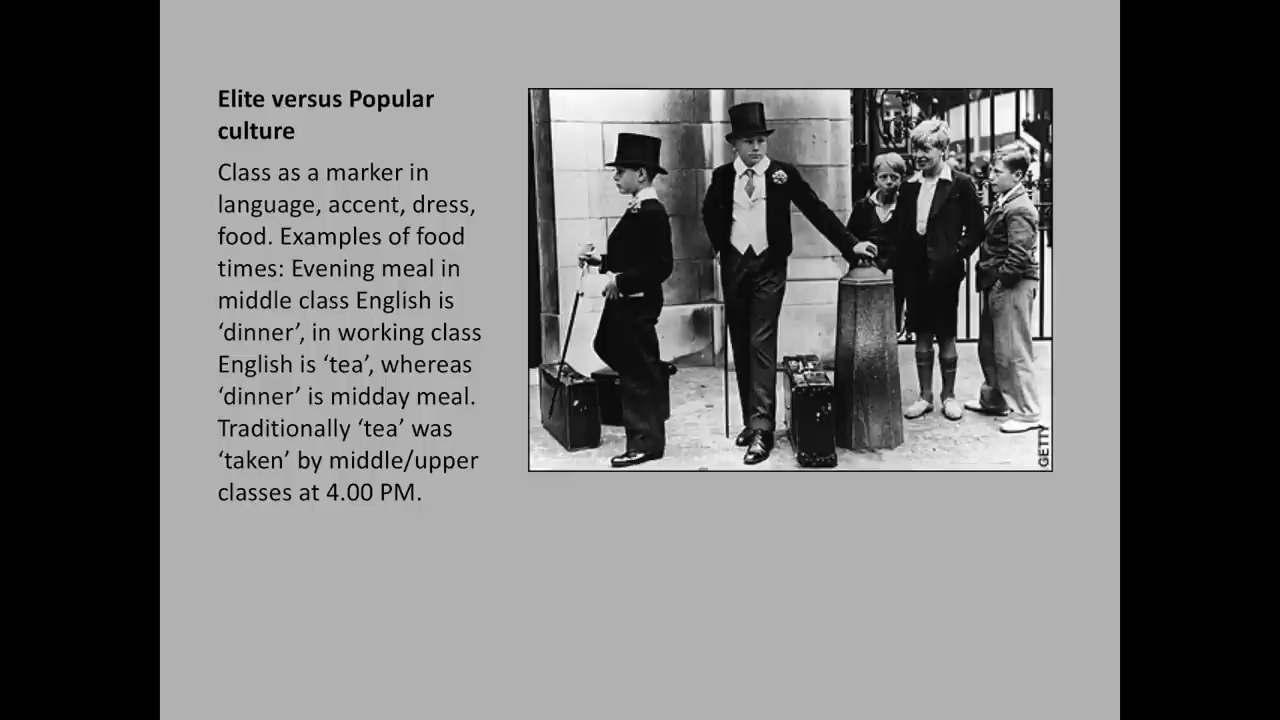 Elite versus Popular
culture
Class as a marker in
language, accent, dress,
food. Examples of food
times: Evening meal in
middle class English is
‘dinner’, in working class
English is ‘tea’, whereas
‘dinner’ is midday meal.
Traditionally ‘tea’ was
‘taken’ by middle/upper
classes at 4.00 PM.
GETTY